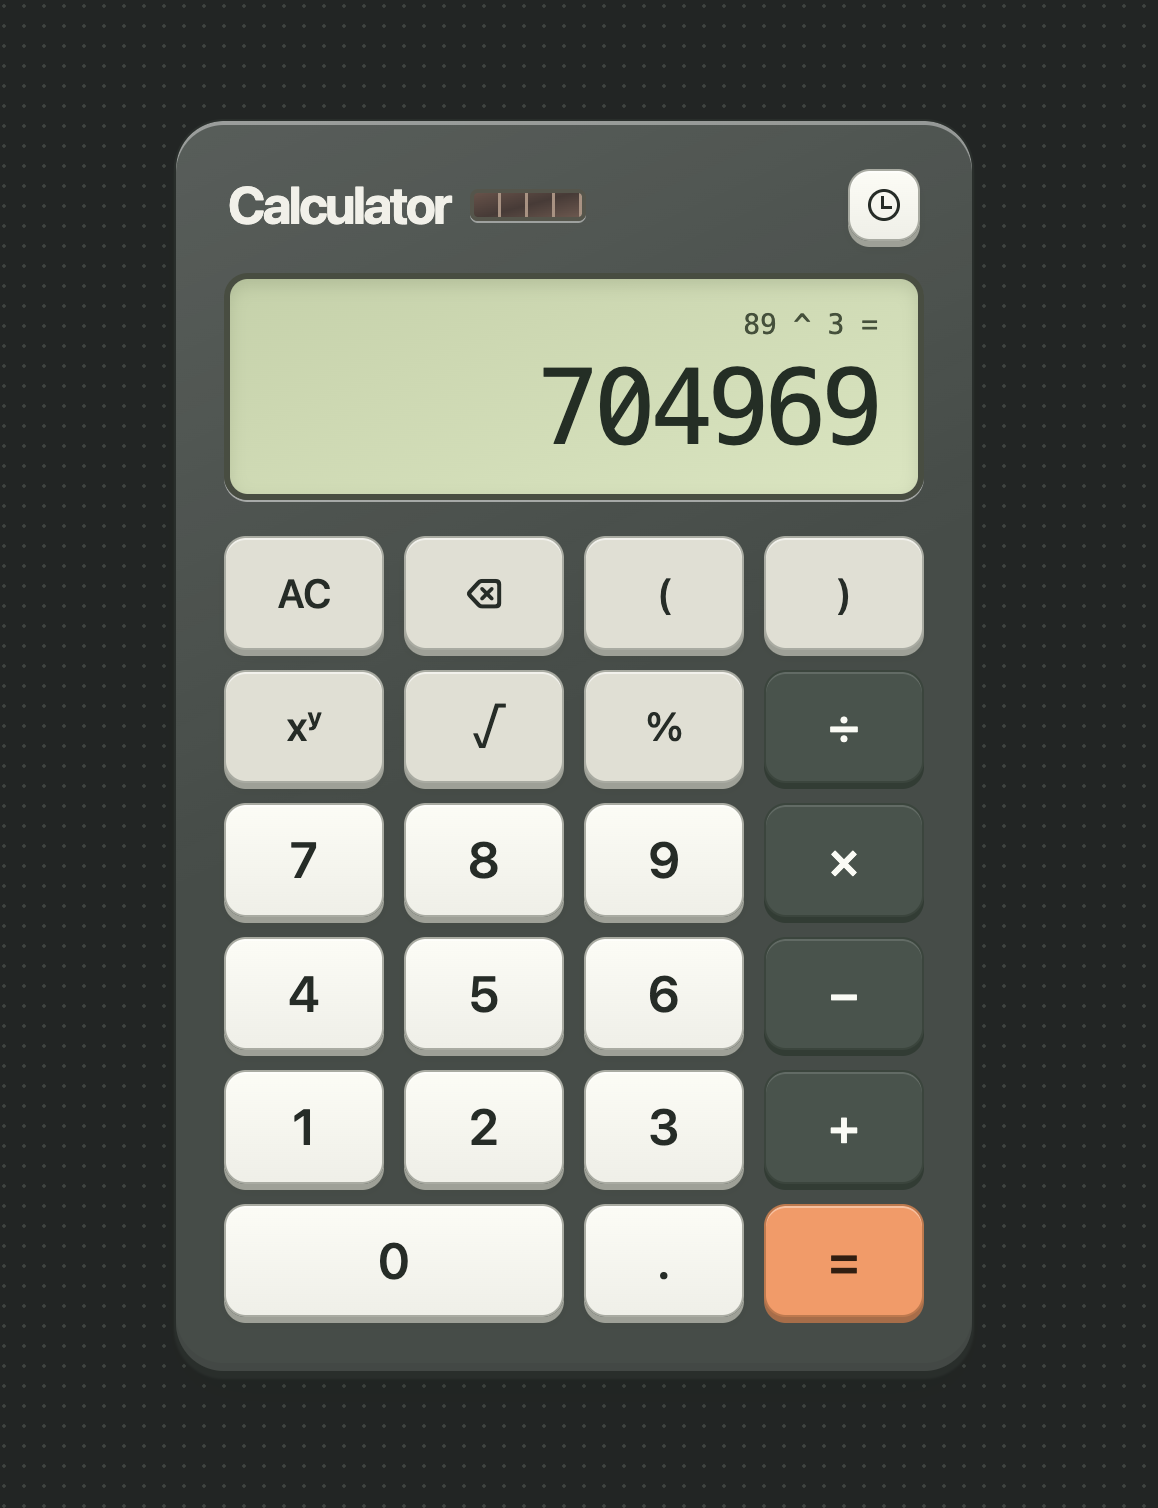 Calculator
89 ^ 3 =
704969
AC ( )
xʸ √ % ÷
7 8 9 ×
4 5 6 −
1 2 3 +
0 . =